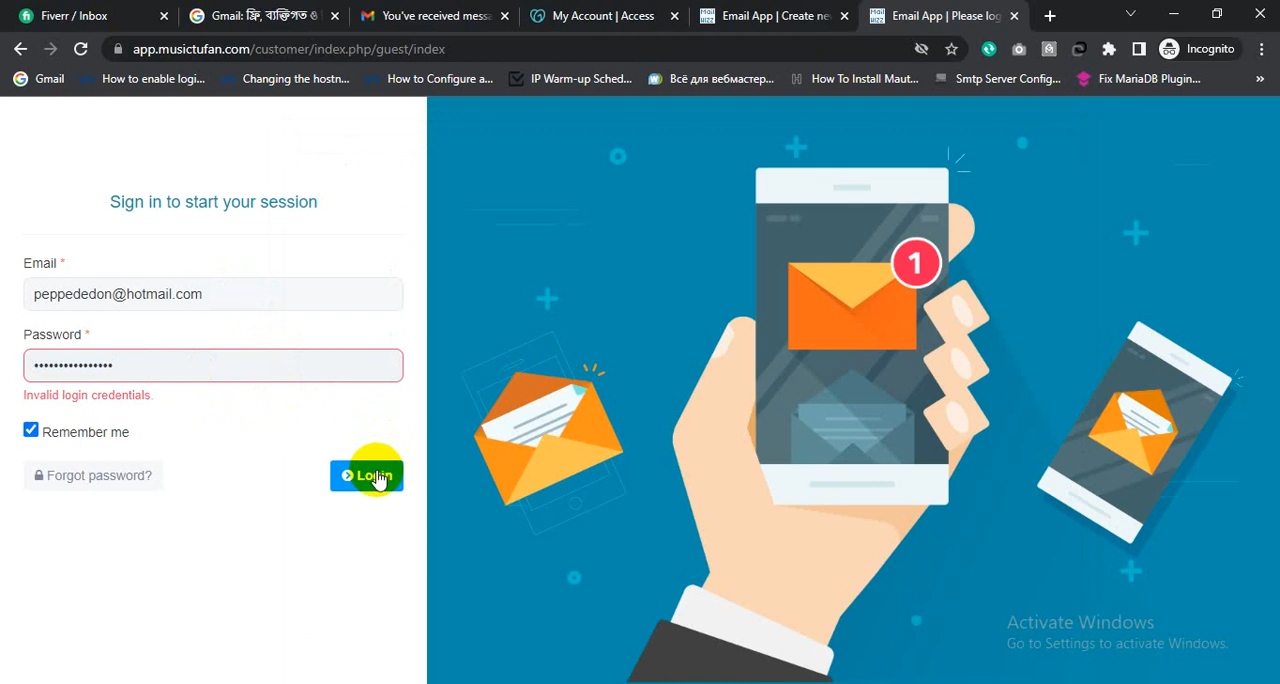 Fiverr / Inbox
Gmail: ফ্রি, ব্যক্তিগত ও
You've received messa
My Account | Access
Email App | Create ne
Email App | Please log
app.musictufan.com/customer/index.php/guest/index
Incognito
Gmail
How to enable logi...
Changing the hostn...
How to Configure a...
IP Warm-up Sched...
Всё для вебмастер...
How To Install Maut...
Smtp Server Config...
Fix MariaDB Plugin...
»
Sign in to start your session
Email *
peppededon@hotmail.com
Password *
••••••••••••••••
Invalid login credentials.
Remember me
Forgot password?
Login
1
Activate Windows
Go to Settings to activate Windows.